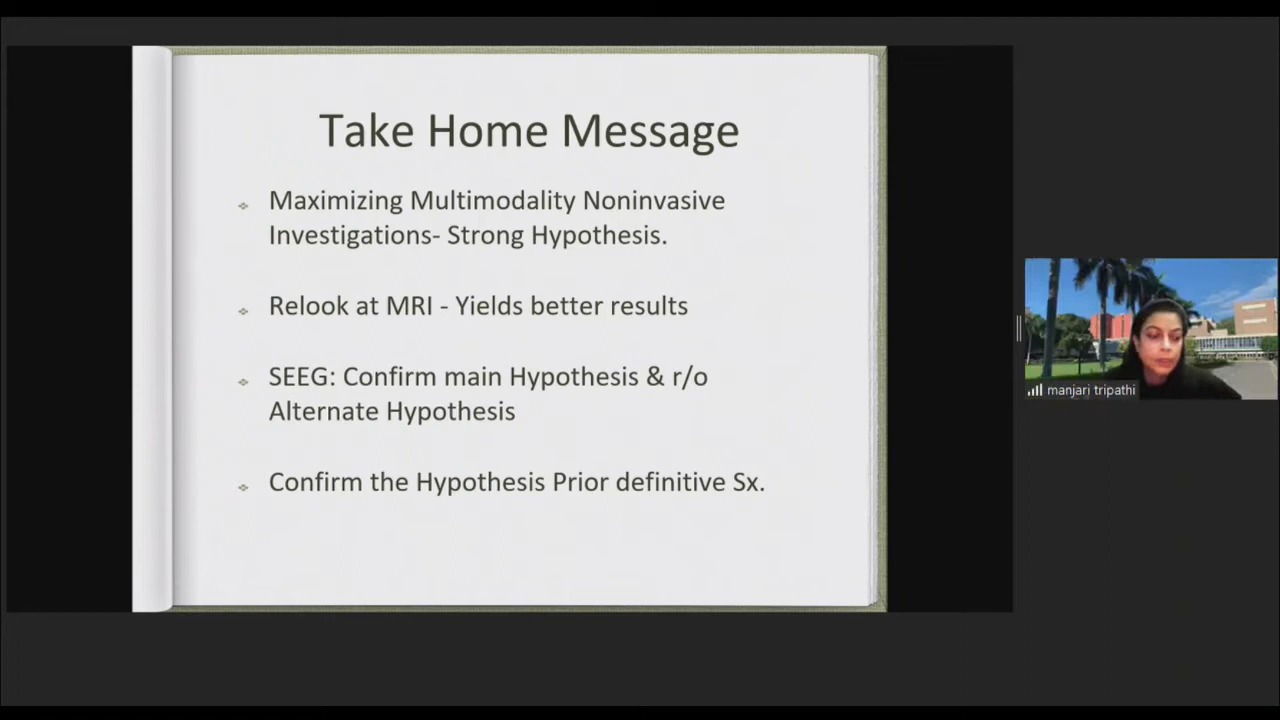 Take Home Message
Maximizing Multimodality Noninvasive
Investigations- Strong Hypothesis.
Relook at MRI - Yields better results
SEEG: Confirm main Hypothesis & r/o
Alternate Hypothesis
Confirm the Hypothesis Prior definitive Sx.
manjari tripathi